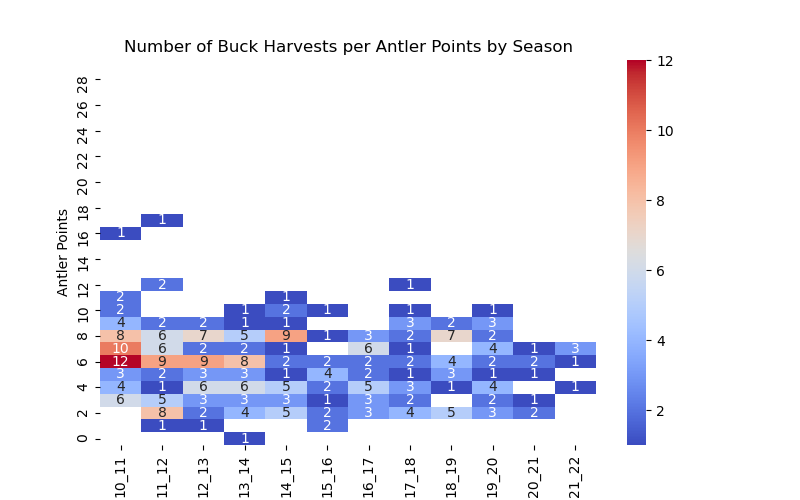 Number of Buck Harvests per Antler Points by Season
Antler Points
28
26
24
22
20
18
1
16 1
14
12 2 1
2 1
10 2 1 2 1 1 1
4 2 2 1 1 3 2 3
8 8 6 7 5 9 1 3 2 7 2
10 6 2 2 1 6 1 4 1 3
6 12 9 9 8 2 2 2 2 4 2 2 1
3 2 3 3 1 4 2 1 3 1 1
4 4 1 6 6 5 2 5 3 1 4 1
6 5 3 3 3 1 3 2 2 1
2 8 2 4 5 2 3 4 5 3 2
1 1 2
0 1
10_11 11_12 12_13 13_14 14_15 15_16 16_17 17_18 18_19 19_20 20_21 21_22
12
10
8
6
4
2